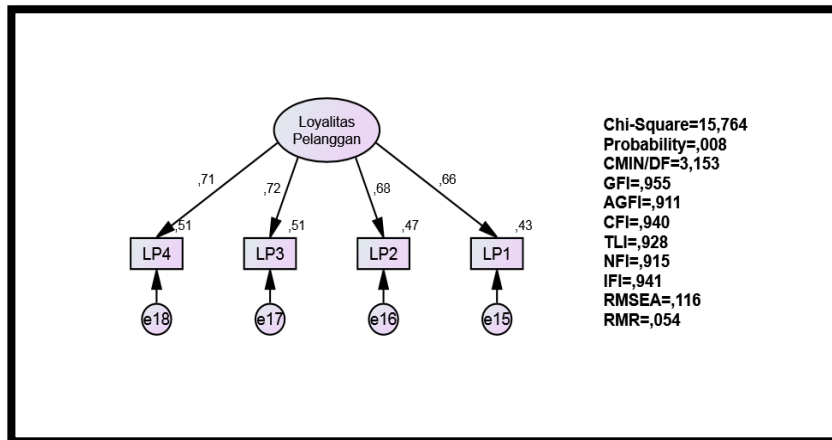 Loyalitas
Pelanggan
,71
,72
,68
,66
,51
,51
,47
,43
LP4
LP3
LP2
LP1
e18
e17
e16
e15
Chi-Square=15,764
Probability=,008
CMIN/DF=3,153
GFI=,955
AGFI=,911
CFI=,940
TLI=,928
NFI=,915
IFI=,941
RMSEA=,116
RMR=,054